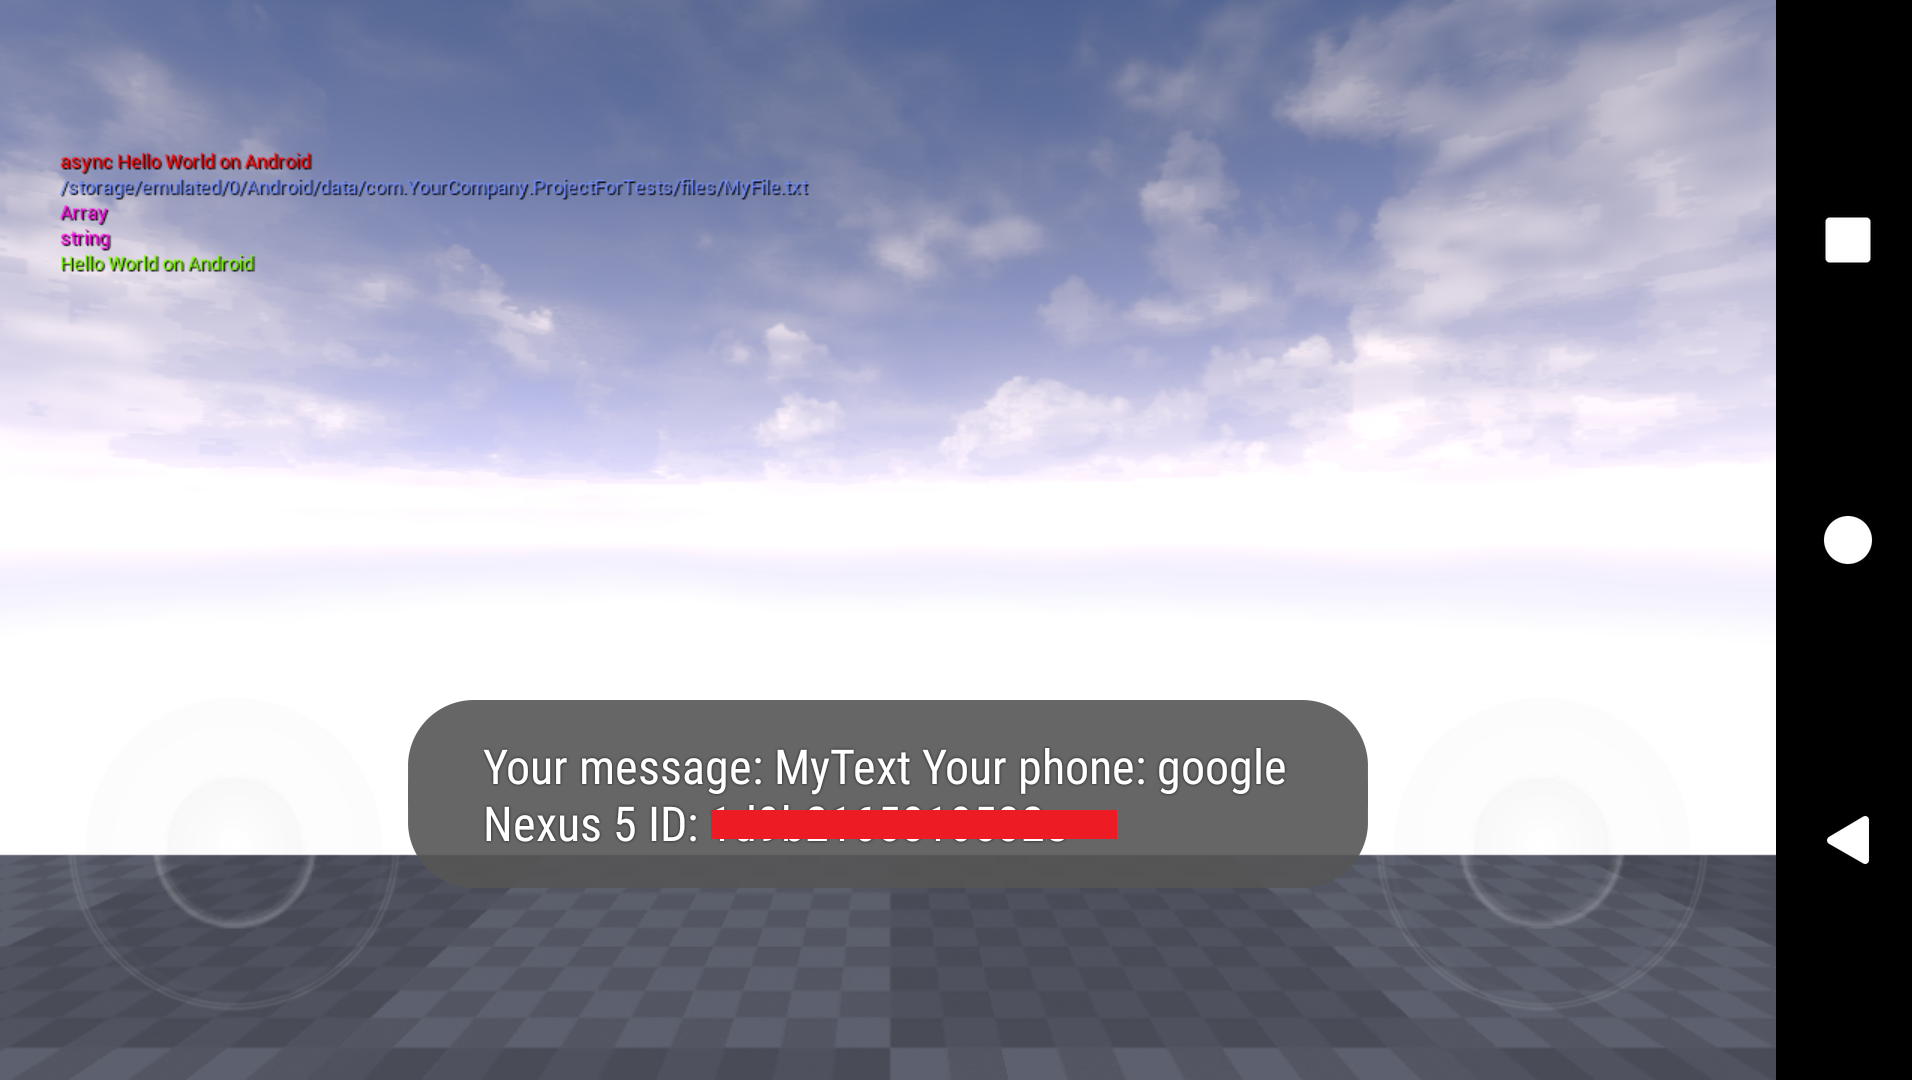 async Hello World on Android
/storage/emulated/0/Android/data/com.YourCompany.ProjectForTests/files/MyFile.txt
Array
string
Hello World on Android
Your message: MyText Your phone: google
Nexus 5 ID: